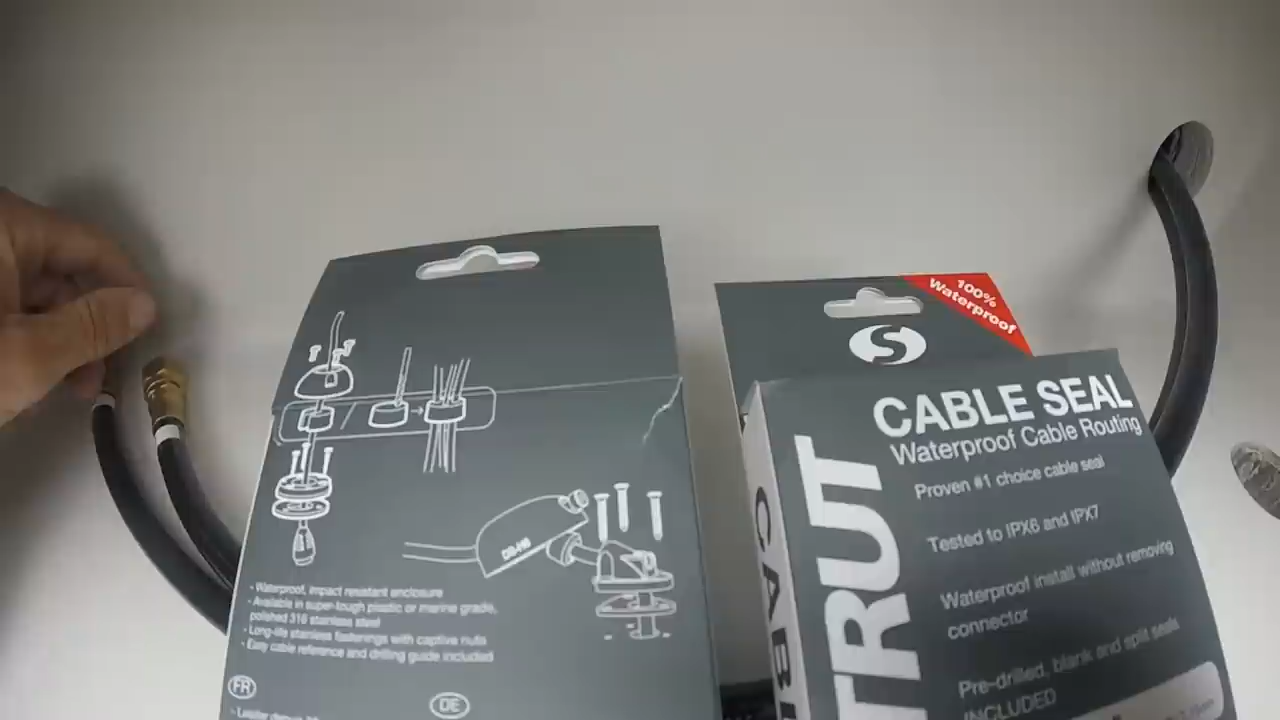 DS-H6
- Waterproof, impact resistant enclosure
- Available in super-tough plastic or marine grade,
polished 316 stainless steel
- Long-life stainless fastenings with captive nuts
- Easy cable reference and drilling guide included
FR
DE
100%
Waterproof
S
CABLE SEAL
Waterproof Cable Routing
Proven #1 choice cable seal
Tested to IPX6 and IPX7
Waterproof install without removing
connector
Pre-drilled, blank and split seals
INCLUDED
TRUT
CABL